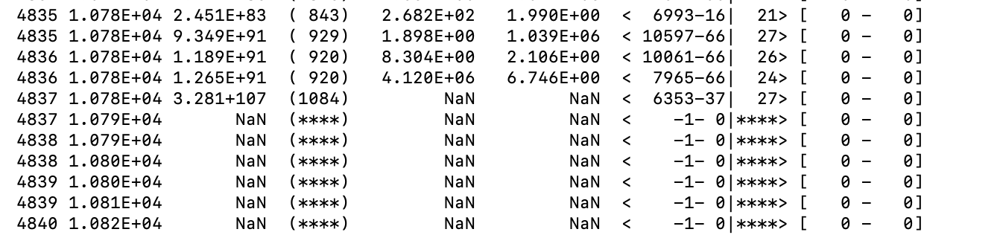 4835 1.078E+04 2.451E+83  ( 843)   2.682E+02   1.990E+00  <  6993-16|  21> [   0 -   0]
4835 1.078E+04 9.349E+91  ( 929)   1.898E+00   1.039E+06  < 10597-66|  27> [   0 -   0]
4836 1.078E+04 1.189E+91  ( 920)   8.304E+00   2.106E+00  < 10061-66|  26> [   0 -   0]
4836 1.078E+04 1.265E+91  ( 920)   4.120E+06   6.746E+00  <  7965-66|  24> [   0 -   0]
4837 1.078E+04 3.281+107  (1084)         NaN         NaN  <  6353-37|  27> [   0 -   0]
4837 1.079E+04       NaN  (****)         NaN         NaN  <    -1- 0|****> [   0 -   0]
4838 1.079E+04       NaN  (****)         NaN         NaN  <    -1- 0|****> [   0 -   0]
4838 1.080E+04       NaN  (****)         NaN         NaN  <    -1- 0|****> [   0 -   0]
4839 1.080E+04       NaN  (****)         NaN         NaN  <    -1- 0|****> [   0 -   0]
4839 1.081E+04       NaN  (****)         NaN         NaN  <    -1- 0|****> [   0 -   0]
4840 1.082E+04       NaN  (****)         NaN         NaN  <    -1- 0|****> [   0 -   0]